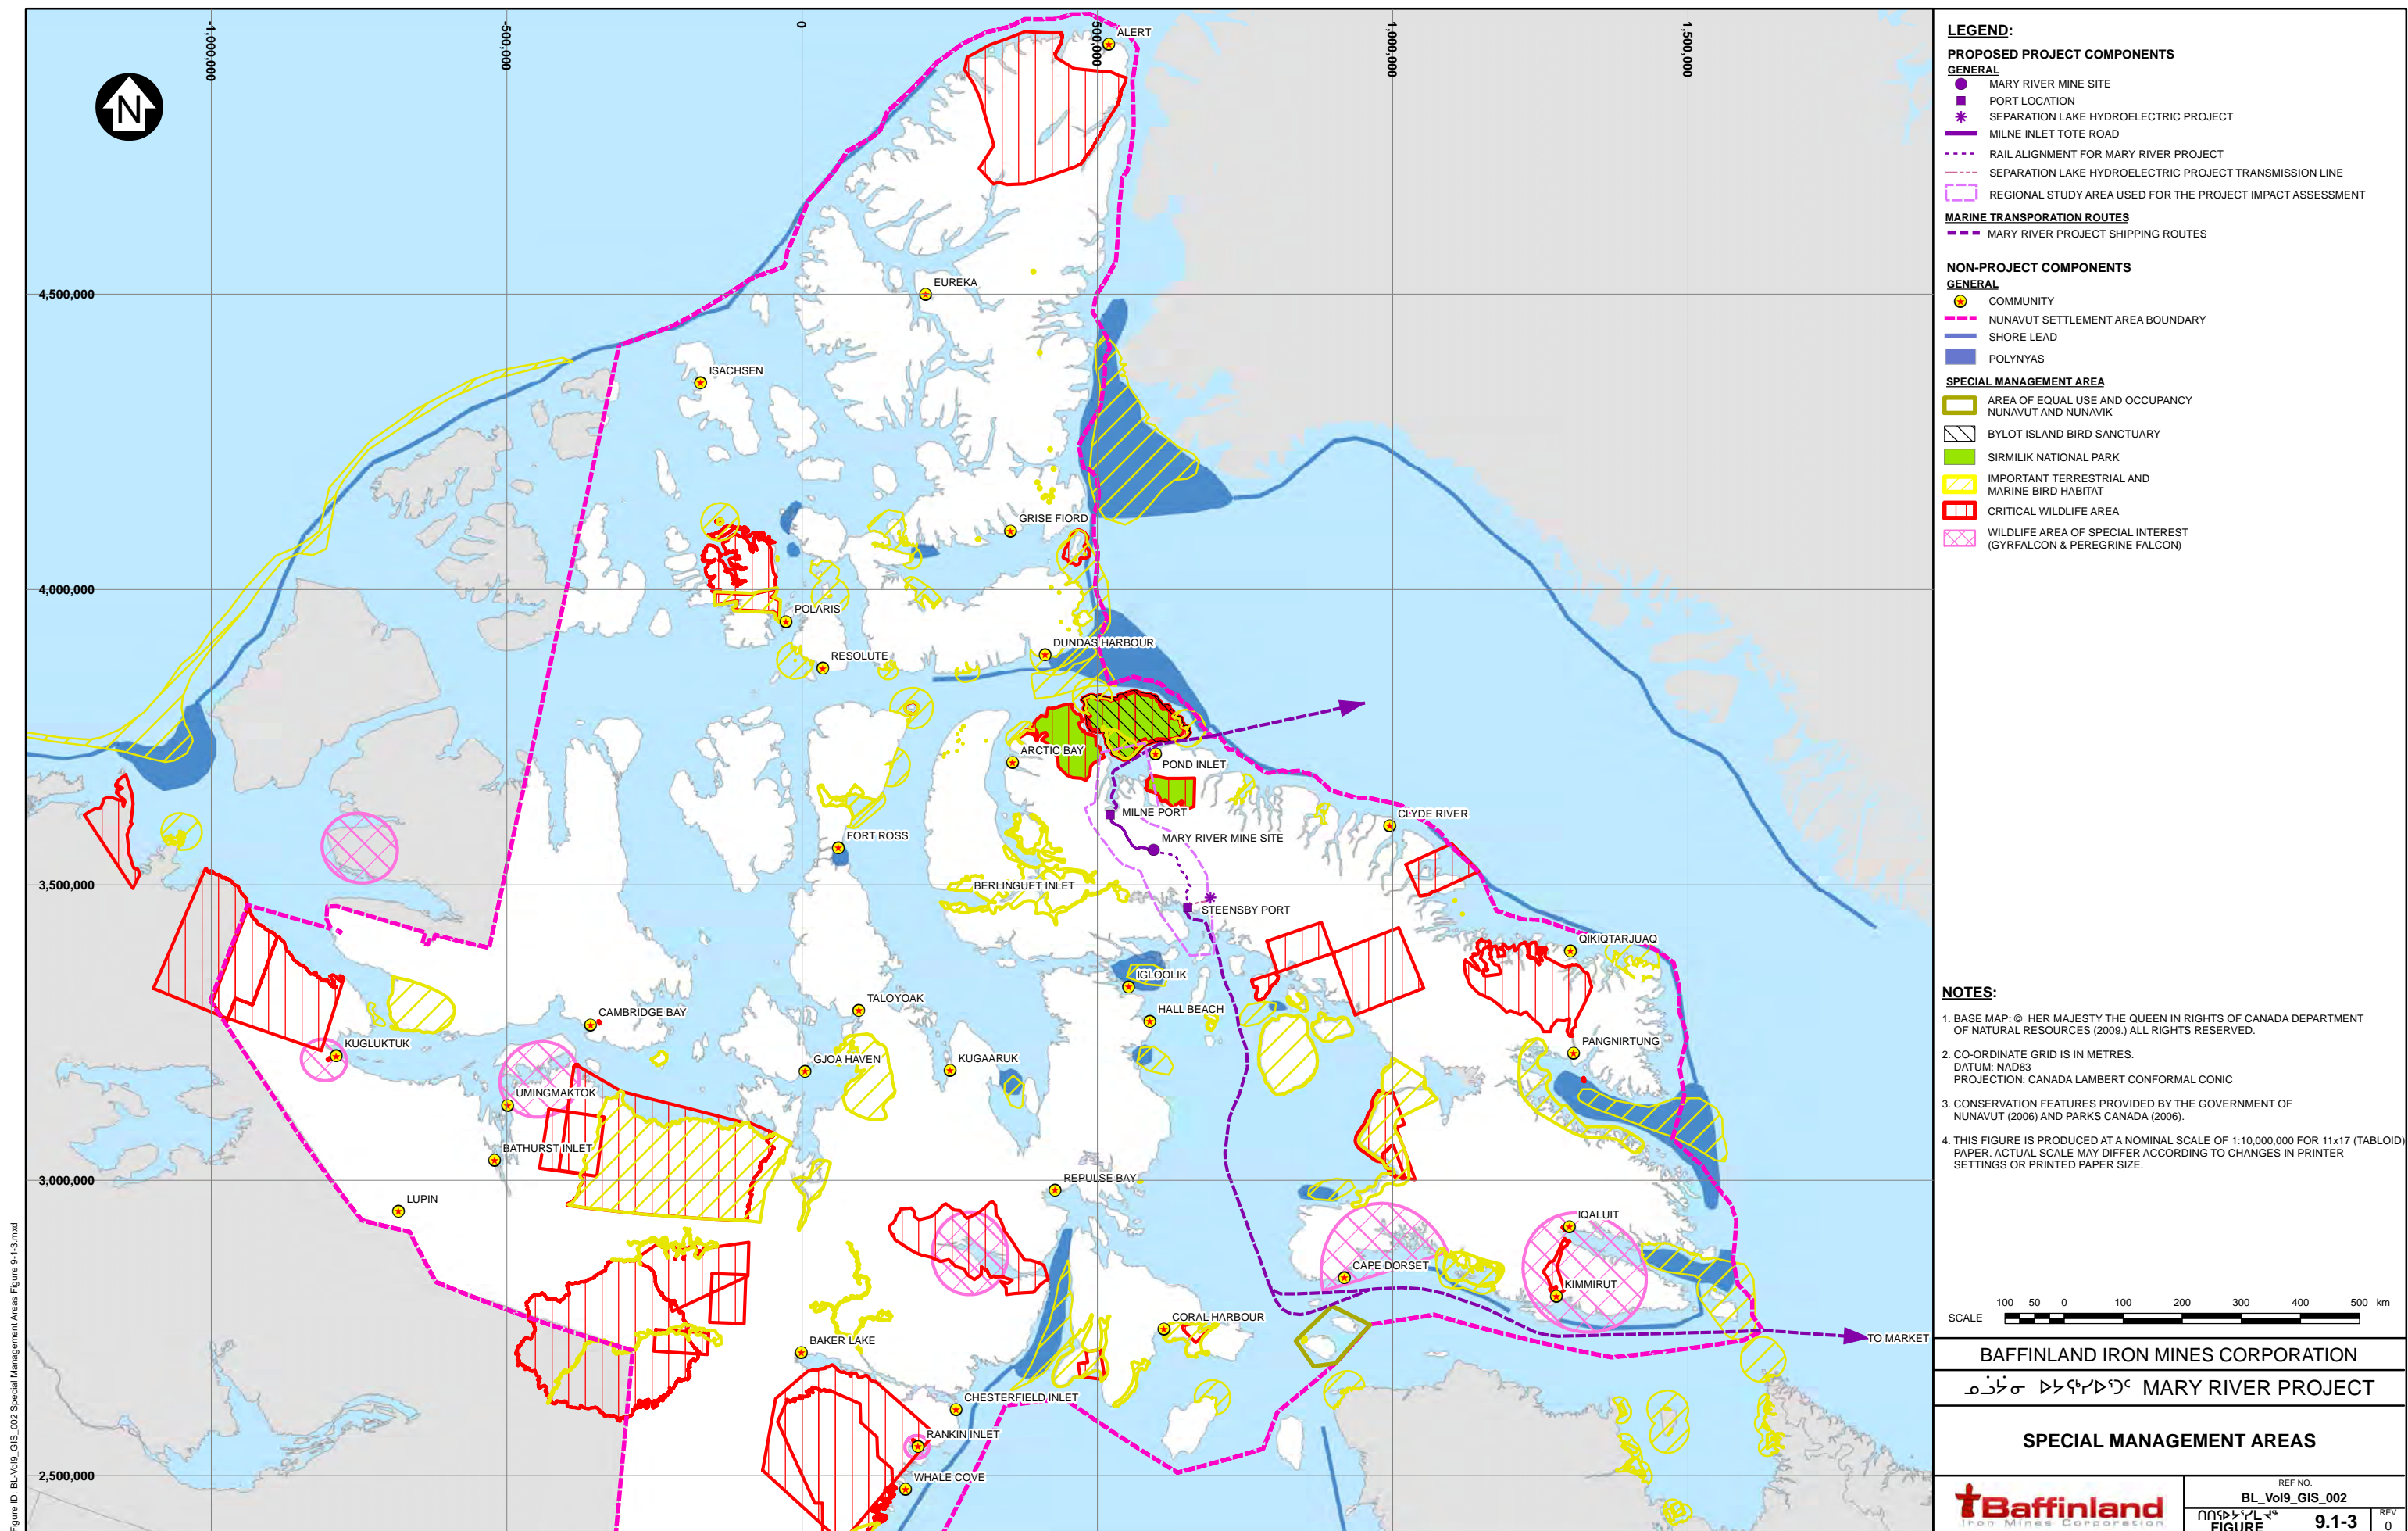 -1,000,000
-500,000
0
500,000
1,000,000
1,500,000
N
4,500,000
4,000,000
3,500,000
3,000,000
2,500,000
ALERT
EUREKA
ISACHSEN
GRISE FIORD
POLARIS
DUNDAS HARBOUR
RESOLUTE
ARCTIC BAY
POND INLET
MILNE PORT
CLYDE RIVER
FORT ROSS
MARY RIVER MINE SITE
BERLINGUET INLET
STEENSBY PORT
QIKIQTARJUAQ
IGLOOLIK
TALOYOAK
HALL BEACH
CAMBRIDGE BAY
KUGLUKTUK
GJOA HAVEN
KUGAARUK
PANGNIRTUNG
UMINGMAKTOK
BATHURST INLET
REPULSE BAY
LUPIN
IQALUIT
CAPE DORSET
KIMMIRUT
CORAL HARBOUR
TO MARKET
BAKER LAKE
CHESTERFIELD INLET
RANKIN INLET
WHALE COVE
Figure ID: BL-Vol9_GIS_002 Special Management Areas Figure 9-1-3.mxd
LEGEND:
PROPOSED PROJECT COMPONENTS
GENERAL
MARY RIVER MINE SITE
PORT LOCATION
SEPARATION LAKE HYDROELECTRIC PROJECT
MILNE INLET TOTE ROAD
RAIL ALIGNMENT FOR MARY RIVER PROJECT
SEPARATION LAKE HYDROELECTRIC PROJECT TRANSMISSION LINE
REGIONAL STUDY AREA USED FOR THE PROJECT IMPACT ASSESSMENT
MARINE TRANSPORATION ROUTES
MARY RIVER PROJECT SHIPPING ROUTES
NON-PROJECT COMPONENTS
GENERAL
COMMUNITY
NUNAVUT SETTLEMENT AREA BOUNDARY
SHORE LEAD
POLYNYAS
SPECIAL MANAGEMENT AREA
AREA OF EQUAL USE AND OCCUPANCY
NUNAVUT AND NUNAVIK
BYLOT ISLAND BIRD SANCTUARY
SIRMILIK NATIONAL PARK
IMPORTANT TERRESTRIAL AND
MARINE BIRD HABITAT
CRITICAL WILDLIFE AREA
WILDLIFE AREA OF SPECIAL INTEREST
(GYRFALCON & PEREGRINE FALCON)
NOTES:
1. BASE MAP: © HER MAJESTY THE QUEEN IN RIGHTS OF CANADA DEPARTMENT
OF NATURAL RESOURCES (2009.) ALL RIGHTS RESERVED.
2. CO-ORDINATE GRID IS IN METRES.
DATUM: NAD83
PROJECTION: CANADA LAMBERT CONFORMAL CONIC
3. CONSERVATION FEATURES PROVIDED BY THE GOVERNMENT OF
NUNAVUT (2006) AND PARKS CANADA (2006).
4. THIS FIGURE IS PRODUCED AT A NOMINAL SCALE OF 1:10,000,000 FOR 11x17 (TABLOID)
PAPER. ACTUAL SCALE MAY DIFFER ACCORDING TO CHANGES IN PRINTER
SETTINGS OR PRINTED PAPER SIZE.
100 50 0 100 200 300 400 500 km
SCALE
BAFFINLAND IRON MINES CORPORATION
ᓄᓘᔮᓂ ᐅᔭᕋᒃᓯᐅᕐᑐᑦ MARY RIVER PROJECT
SPECIAL MANAGEMENT AREAS
Baffinland
Iron Mines Corporation
REF NO.
BL_Vol9_GIS_002
FIGURE 9.1-3
REV
0